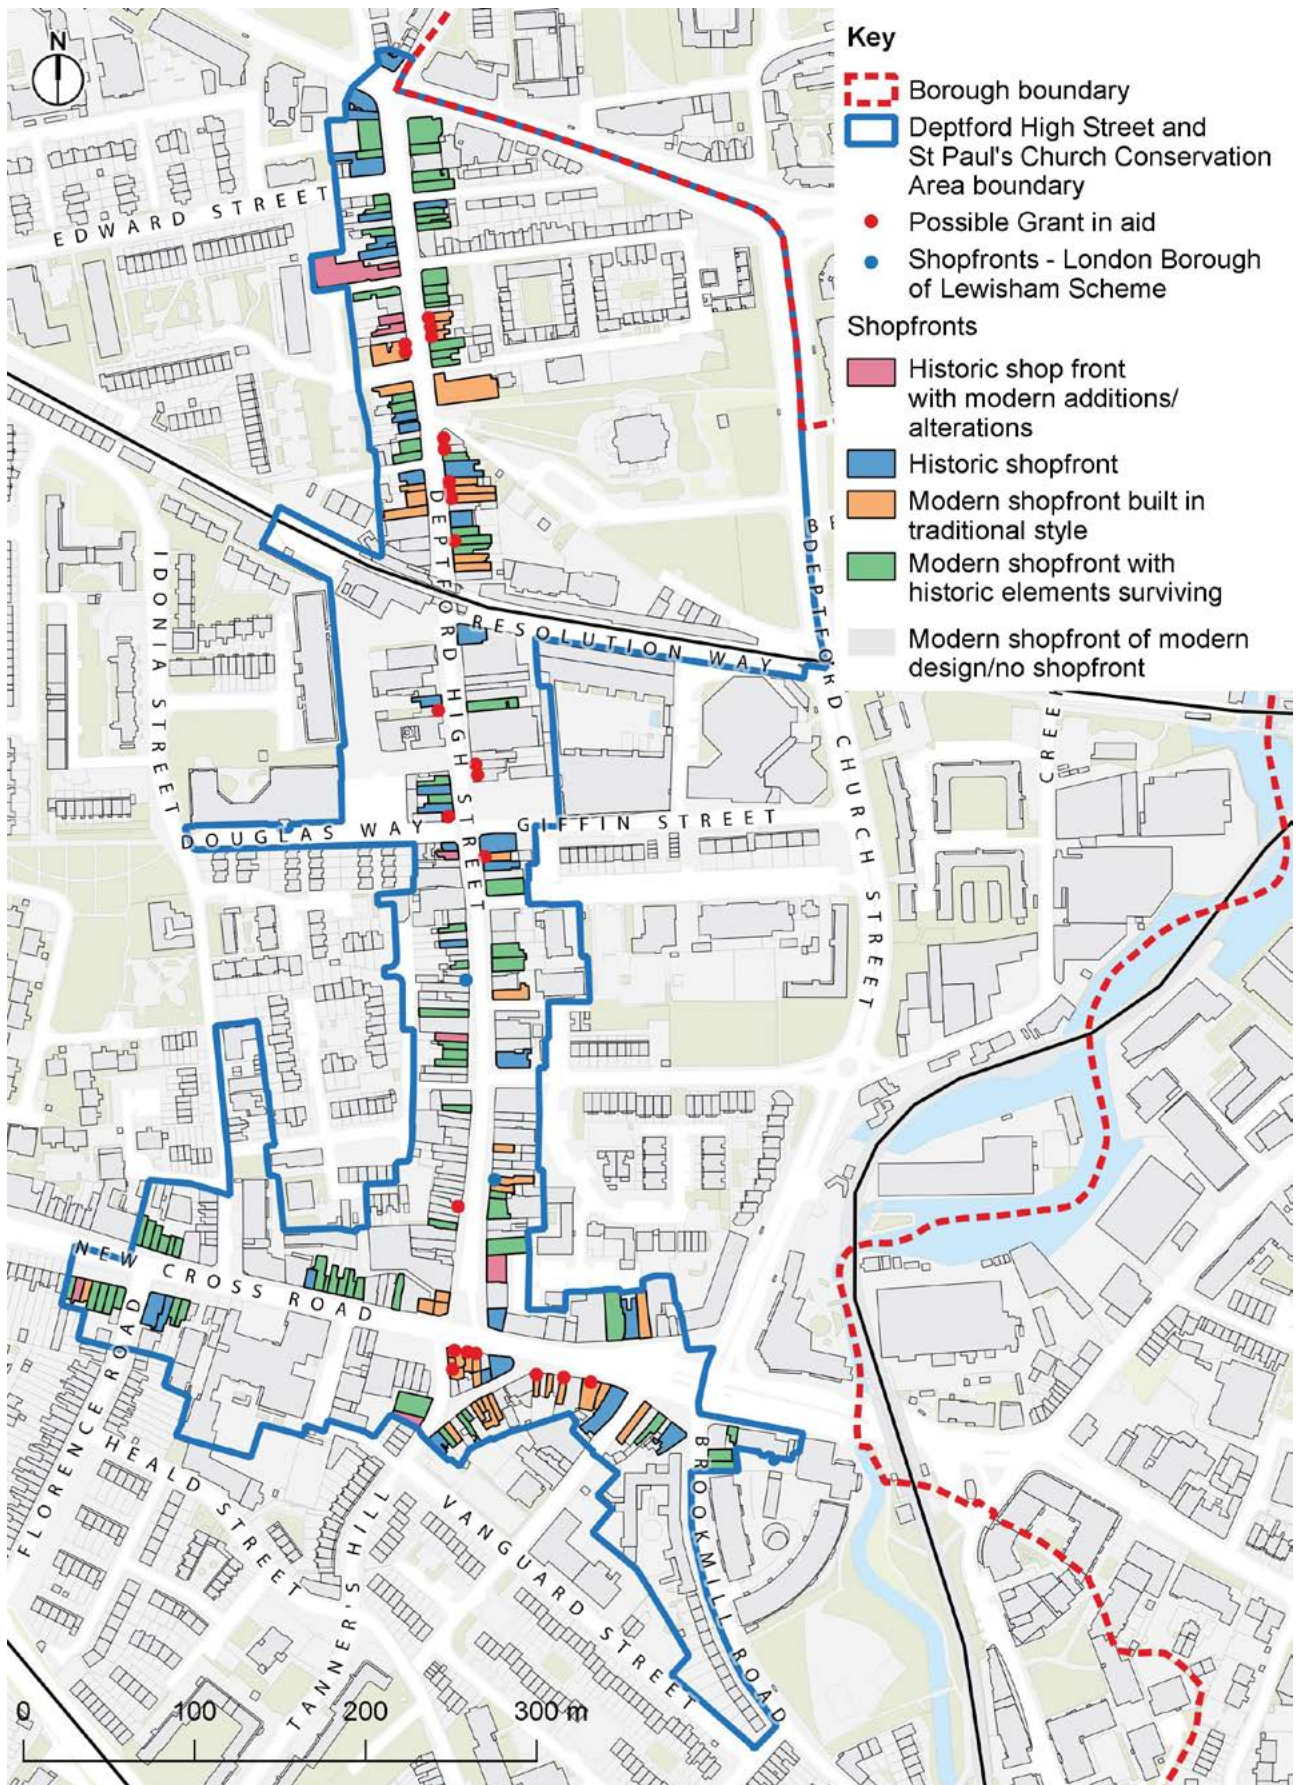 N
Key
Borough boundary
Deptford High Street and
St Paul's Church Conservation
Area boundary
Possible Grant in aid
Shopfronts - London Borough
of Lewisham Scheme
Shopfronts
Historic shop front
with modern additions/
alterations
Historic shopfront
Modern shopfront built in
traditional style
Modern shopfront with
historic elements surviving
Modern shopfront of modern
design/no shopfront
EDWARD STREET
IDONIA STREET
DEPTFORD HIGH STREET
RESOLUTION WAY
DEPTFORD CHURCH STREET
CREE
DOUGLAS WAY
GIFFIN STREET
NEW CROSS ROAD
FLORENCE ROAD
HEALD STREET
TANNER'S HILL
VANGUARD STREET
BROOKMILL ROAD
0 100 200 300 m